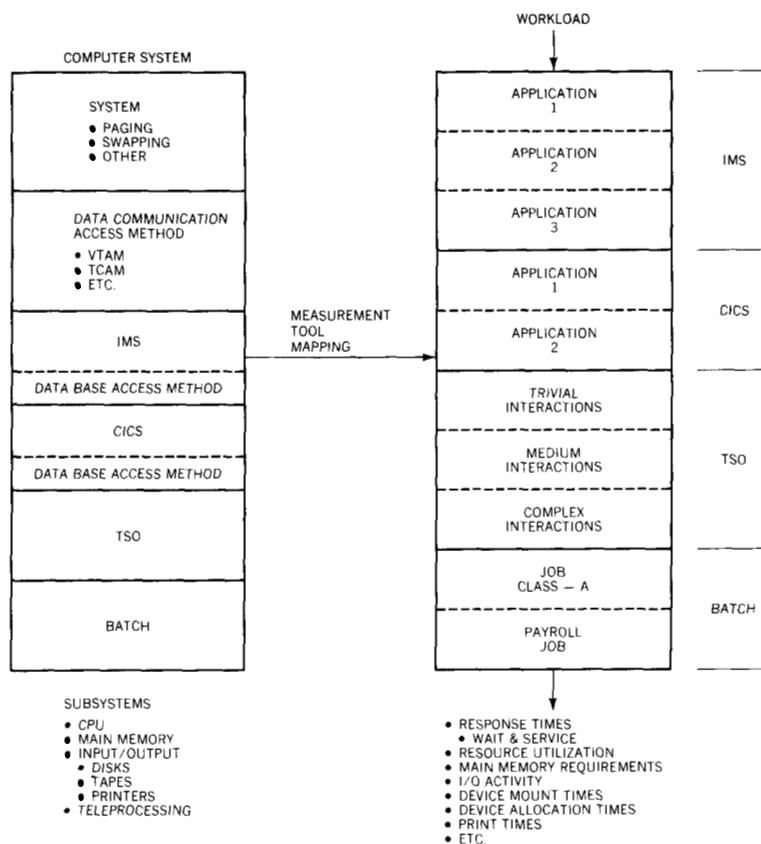 COMPUTER SYSTEM
SYSTEM
• PAGING
• SWAPPING
• OTHER
DATA COMMUNICATION
ACCESS METHOD
• VTAM
• TCAM
• ETC.
IMS
DATA BASE ACCESS METHOD
CICS
DATA BASE ACCESS METHOD
TSO
BATCH
SUBSYSTEMS
• CPU
• MAIN MEMORY
• INPUT/OUTPUT
• DISKS
• TAPES
• PRINTERS
• TELEPROCESSING
MEASUREMENT
TOOL
MAPPING
WORKLOAD
APPLICATION
1
APPLICATION
2
APPLICATION
3
APPLICATION
1
APPLICATION
2
TRIVIAL
INTERACTIONS
MEDIUM
INTERACTIONS
COMPLEX
INTERACTIONS
JOB
CLASS — A
PAYROLL
JOB
IMS
CICS
TSO
BATCH
• RESPONSE TIMES
• WAIT & SERVICE
• RESOURCE UTILIZATION
• MAIN MEMORY REQUIREMENTS
• I/O ACTIVITY
• DEVICE MOUNT TIMES
• DEVICE ALLOCATION TIMES
• PRINT TIMES
• ETC.